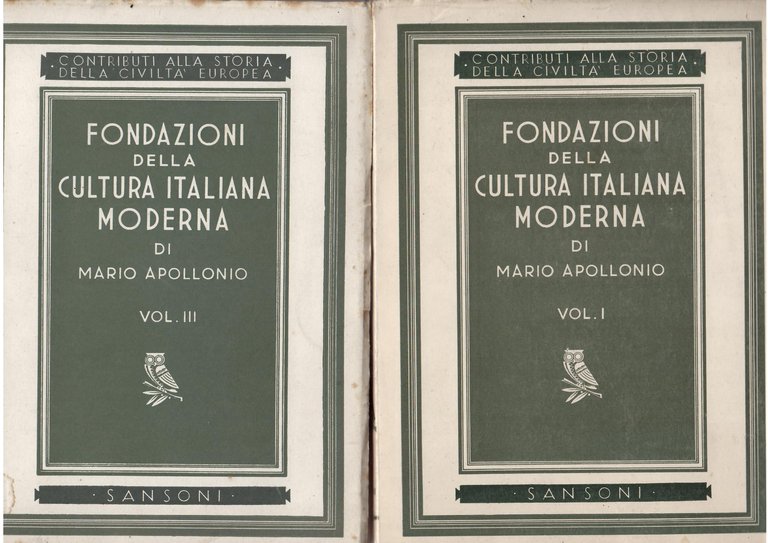 CONTRIBUTI ALLA STORIA
DELLA CIVILTA' EUROPEA
FONDAZIONI
DELLA
CULTURA ITALIANA
MODERNA
DI
MARIO APOLLONIO
VOL. III
· SANSONI ·
CONTRIBUTI ALLA STORIA
DELLA CIVILTA' EUROPEA
FONDAZIONI
DELLA
CULTURA ITALIANA
MODERNA
DI
MARIO APOLLONIO
VOL. I
· SANSONI ·